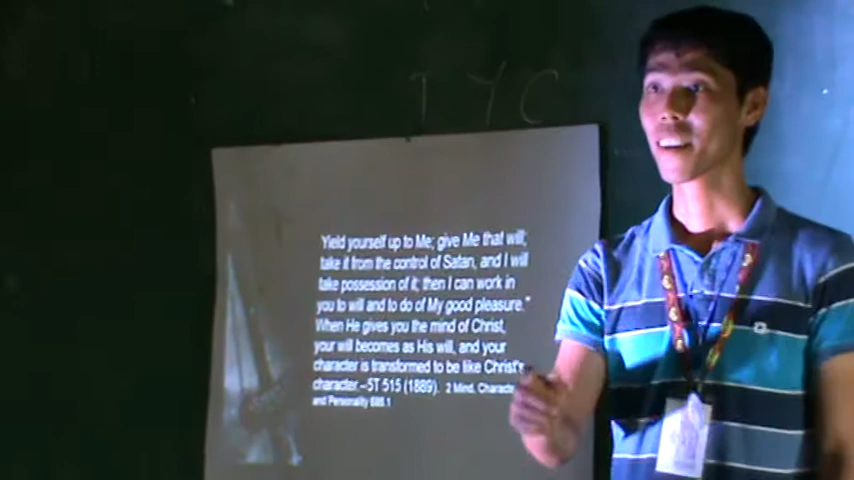 T Y C
Yield yourself up to Me; give Me that will;
take it from the control of Satan, and I will
take possession of it; then I can work in
you to will and to do of My good pleasure."
When He gives you the mind of Christ,
your will becomes as His will, and your
character is transformed to be like Christ's
character.–5T 515 (1889). 2 Mind, Character,
and Personality 685.1